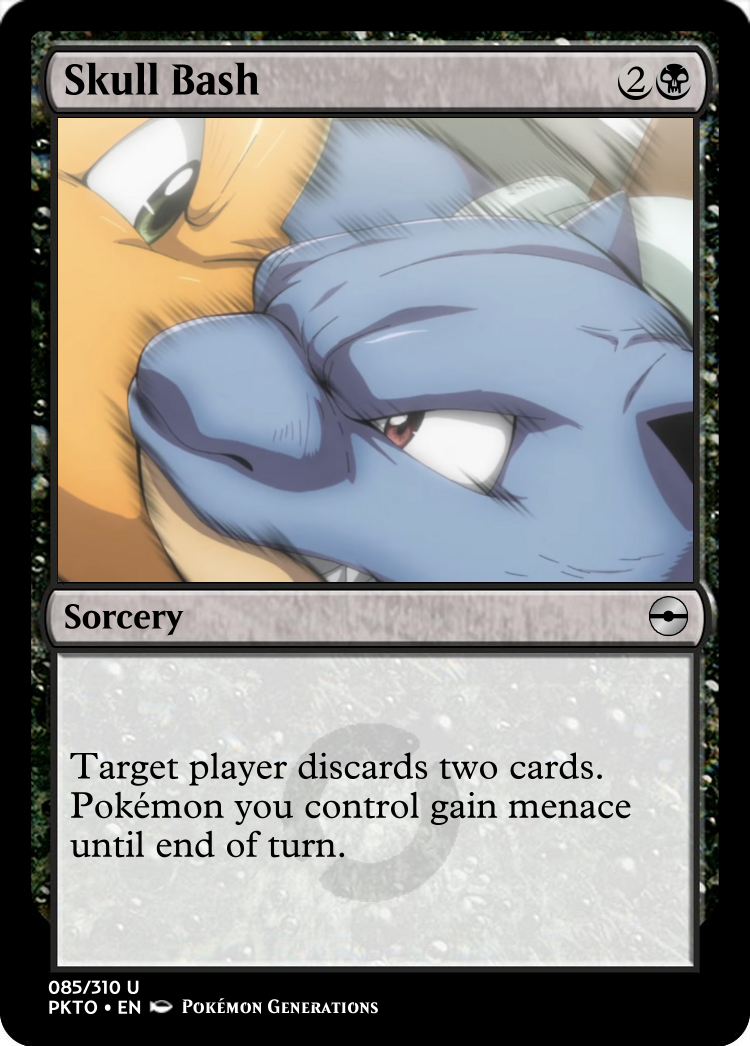 Skull Bash 2
Sorcery
Target player discards two cards.
Pokémon you control gain menace
until end of turn.
085/310 U
PKTO • EN Pokémon Generations